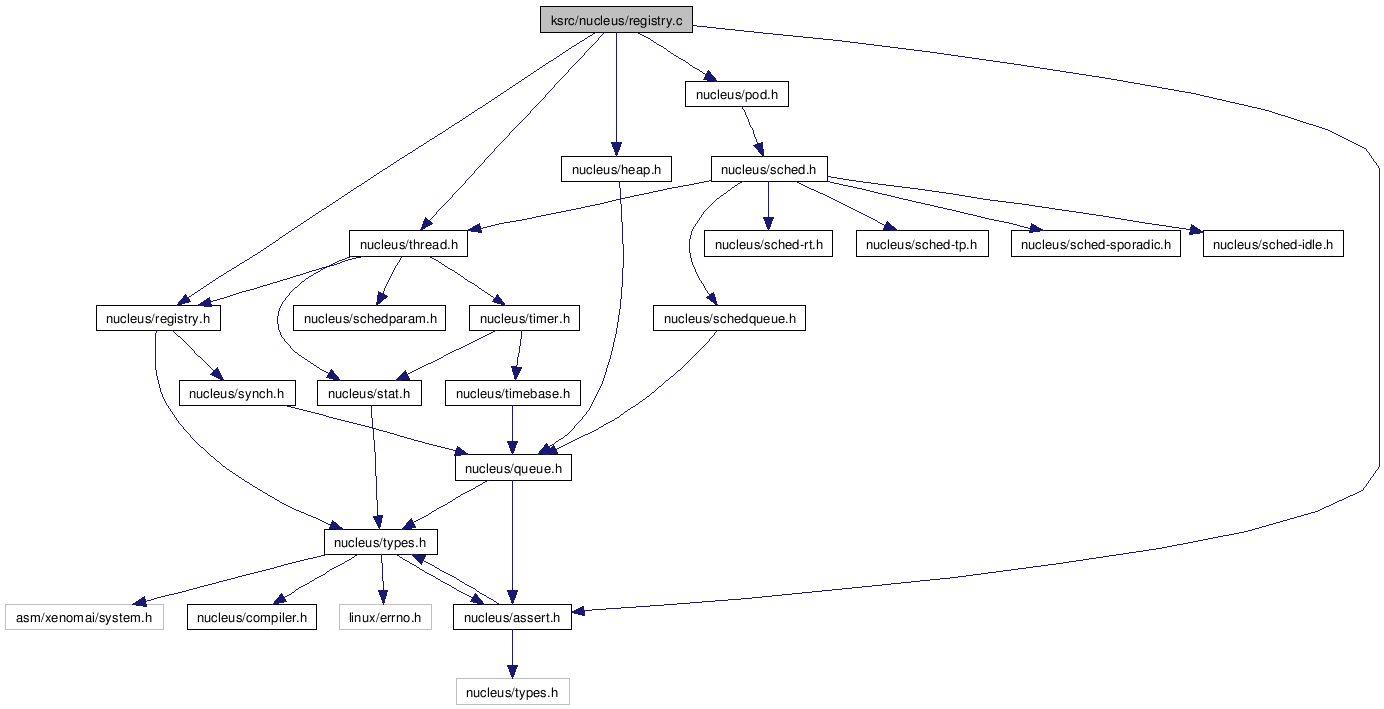 ksrc/nucleus/registry.c
nucleus/pod.h
nucleus/heap.h
nucleus/sched.h
nucleus/thread.h
nucleus/sched-rt.h
nucleus/sched-tp.h
nucleus/sched-sporadic.h
nucleus/sched-idle.h
nucleus/registry.h
nucleus/schedparam.h
nucleus/timer.h
nucleus/schedqueue.h
nucleus/synch.h
nucleus/stat.h
nucleus/timebase.h
nucleus/queue.h
nucleus/types.h
asm/xenomai/system.h
nucleus/compiler.h
linux/errno.h
nucleus/assert.h
nucleus/types.h